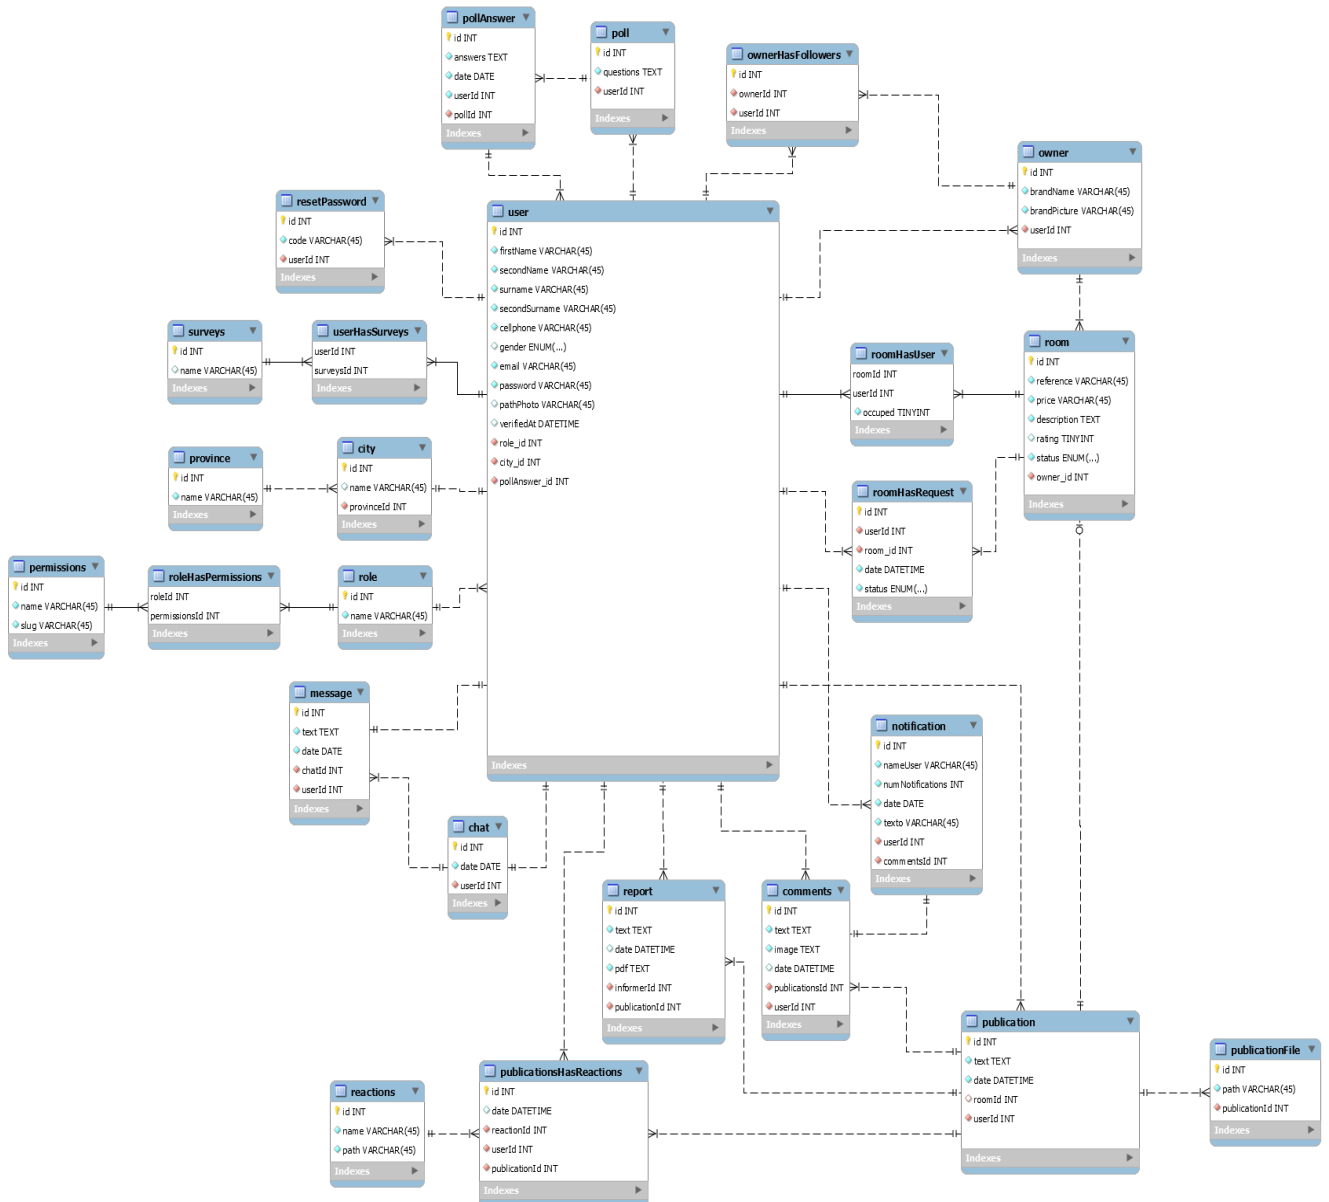 pollAnswer
id INT
answers TEXT
date DATE
userId INT
pollId INT
Indexes
poll
id INT
questions TEXT
userId INT
Indexes
ownerHasFollowers
id INT
ownerId INT
userId INT
Indexes
owner
id INT
brandName VARCHAR(45)
brandPicture VARCHAR(45)
userId INT
Indexes
resetPassword
id INT
code VARCHAR(45)
userId INT
Indexes
user
id INT
firstName VARCHAR(45)
secondName VARCHAR(45)
surname VARCHAR(45)
secondSurname VARCHAR(45)
cellphone VARCHAR(45)
gender ENUM(...)
email VARCHAR(45)
password VARCHAR(45)
pathPhoto VARCHAR(45)
verifiedAt DATETIME
role_id INT
city_id INT
pollAnswer_id INT
Indexes
surveys
id INT
name VARCHAR(45)
Indexes
userHasSurveys
userId INT
surveysId INT
Indexes
roomHasUser
roomId INT
userId INT
occuped TINYINT
Indexes
room
id INT
reference VARCHAR(45)
price VARCHAR(45)
description TEXT
rating TINYINT
status ENUM(...)
owner_id INT
Indexes
province
id INT
name VARCHAR(45)
Indexes
city
id INT
name VARCHAR(45)
provinceId INT
Indexes
roomHasRequest
id INT
userId INT
room_id INT
date DATETIME
status ENUM(...)
Indexes
permissions
id INT
name VARCHAR(45)
slug VARCHAR(45)
Indexes
roleHasPermissions
roleId INT
permissionsId INT
Indexes
role
id INT
name VARCHAR(45)
Indexes
message
id INT
text TEXT
date DATE
chatId INT
userId INT
Indexes
notification
id INT
nameUser VARCHAR(45)
numNotifications INT
date DATE
texto VARCHAR(45)
userId INT
commentsId INT
Indexes
chat
id INT
date DATE
userId INT
Indexes
report
id INT
text TEXT
date DATETIME
pdf TEXT
informerId INT
publicationId INT
Indexes
comments
id INT
text TEXT
image TEXT
date DATETIME
publicationsId INT
userId INT
Indexes
publication
id INT
text TEXT
date DATETIME
roomId INT
userId INT
Indexes
publicationFile
id INT
path VARCHAR(45)
publicationId INT
Indexes
reactions
id INT
name VARCHAR(45)
path VARCHAR(45)
Indexes
publicationsHasReactions
id INT
date DATETIME
reactionId INT
userId INT
publicationId INT
Indexes